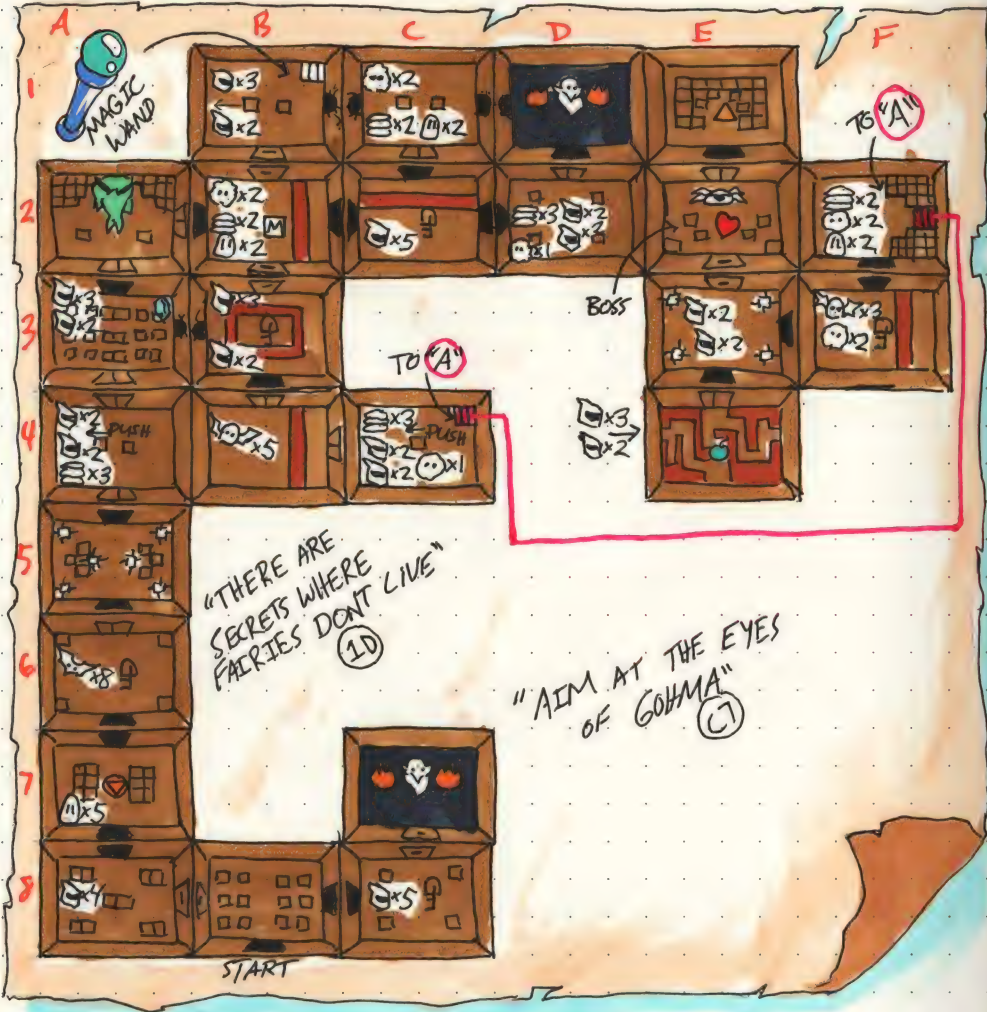 A B C D E F
MAGIC
WAND
TO "A"
1
x3
x2
x2
x2 x2
2
x2
x2
x2
M
x5
x3 x2
x2
x1
x2
x2
x2
BOSS
3
x3
x2
x3
x2
x2
x2
x3
x2
TO "A"
4
x2
PUSH
x2
x3
x5
x3
PUSH
x2
x2 x1
x3
x2
5
"THERE ARE
SECRETS WHERE
FAIRIES DONT LIVE"
1D
6
x8
"AIM AT THE EYES
OF GOHMA"
C7
7
x5
8
x4
x5
START